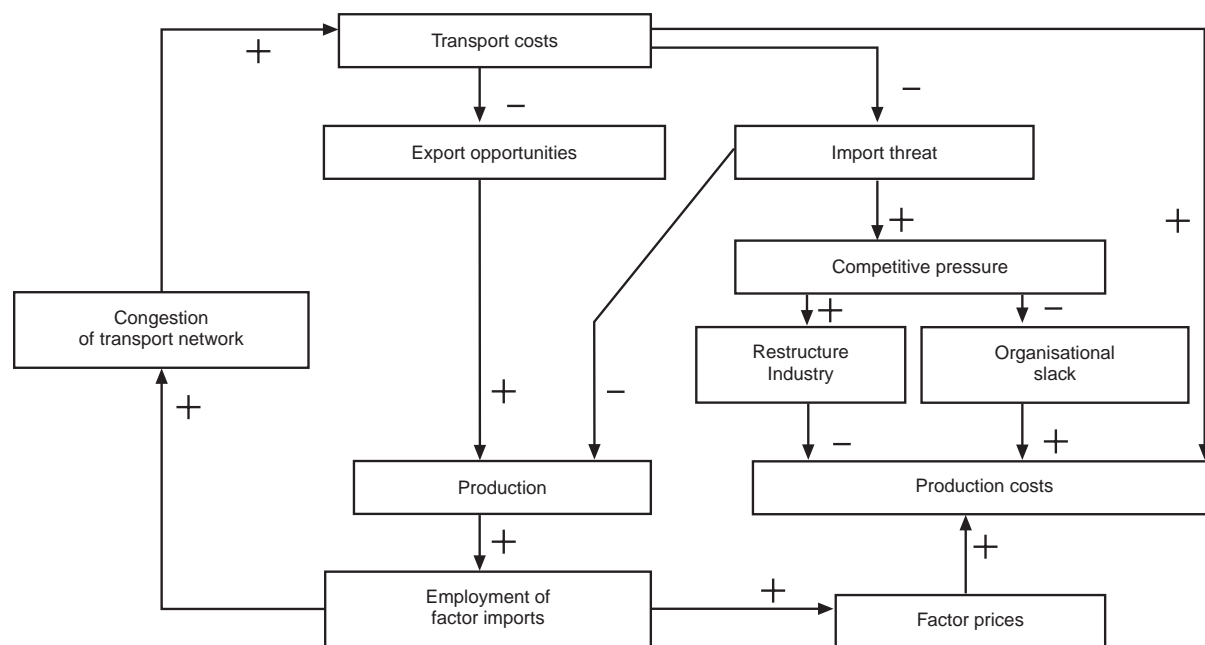 +
Transport costs
−
−
Export opportunities
Import threat
+
+
Competitive pressure
+
−
Congestion
of transport network
Restructure
Industry
Organisational
slack
+
+
−
−
+
Production
Production costs
+
+
Employment of
factor imports
+
Factor prices